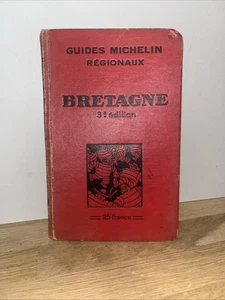 GUIDES MICHELIN
RÉGIONAUX
BRETAGNE
3e édition
25 francs